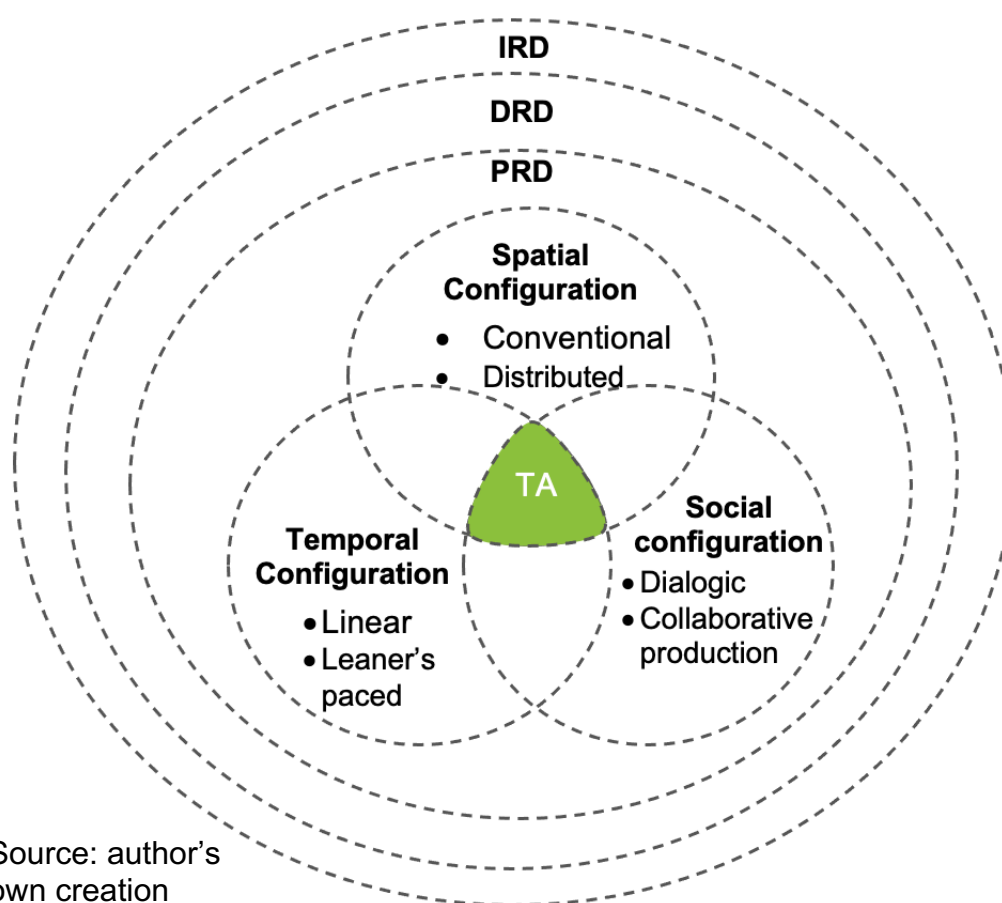 IRD
DRD
PRD
Spatial
Configuration
• Conventional
• Distributed
TA
Temporal
Configuration
• Linear
• Leaner's
paced
Social
configuration
• Dialogic
• Collaborative
production
Source: author's
own creation